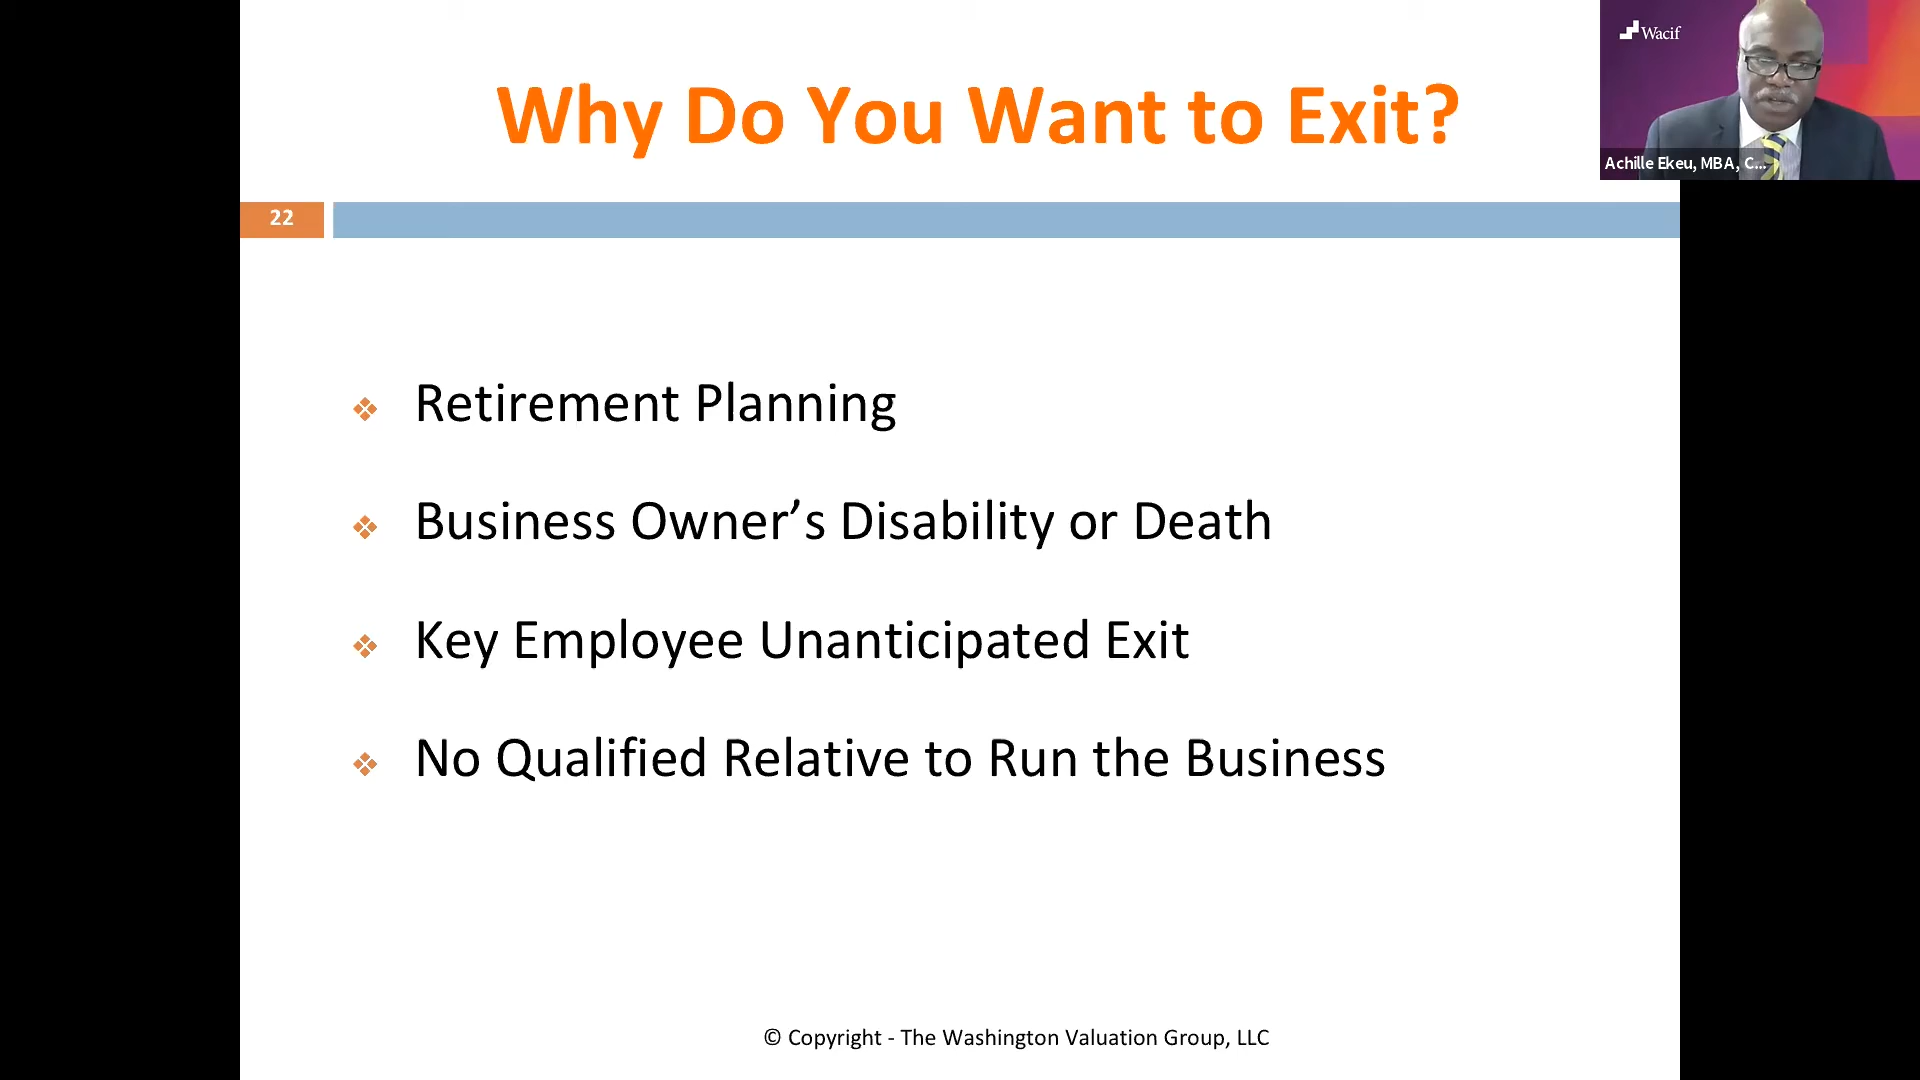 Why Do You Want to Exit?
Wacif
Achille Ekeu, MBA, C...
22
Retirement Planning
Business Owner’s Disability or Death
Key Employee Unanticipated Exit
No Qualified Relative to Run the Business
© Copyright - The Washington Valuation Group, LLC